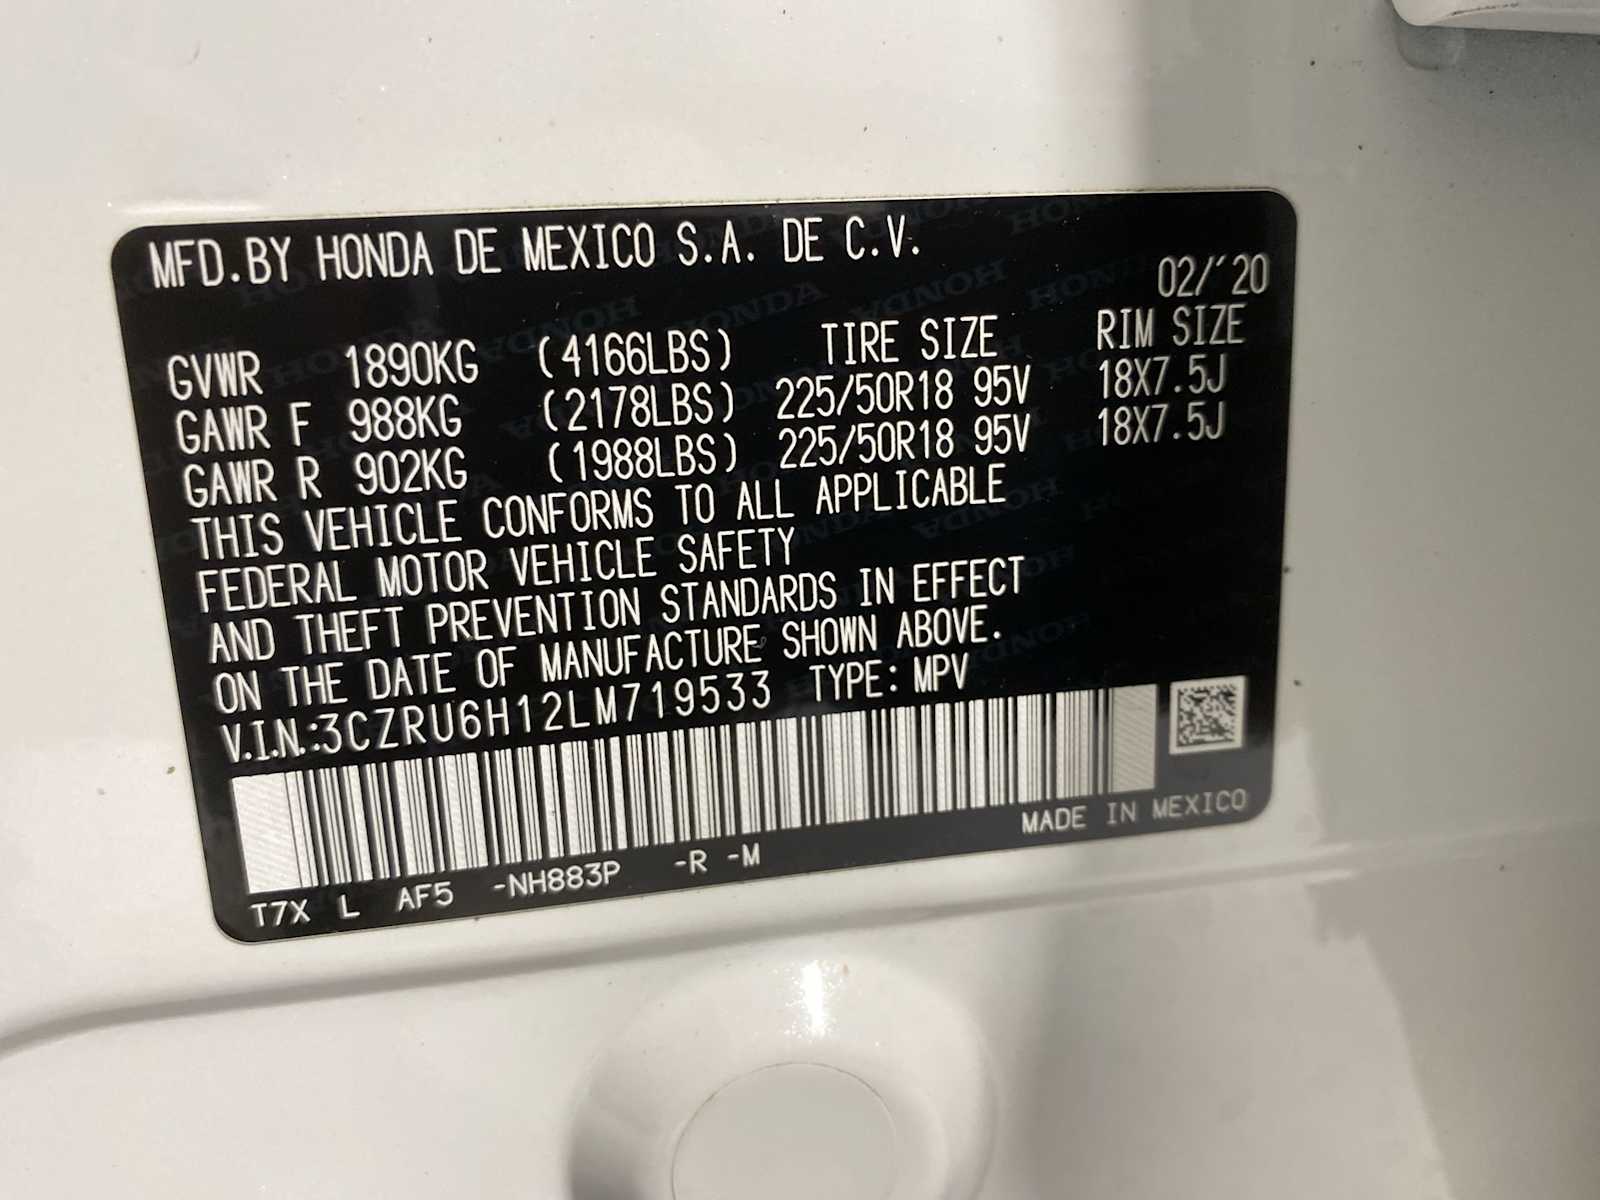 MFD.BY HONDA DE MEXICO S.A. DE C.V.
02/'20
GVWR 1890KG (4166LBS) TIRE SIZE RIM SIZE
GAWR F 988KG (2178LBS) 225/50R18 95V 18X7.5J
GAWR R 902KG (1988LBS) 225/50R18 95V 18X7.5J
THIS VEHICLE CONFORMS TO ALL APPLICABLE
FEDERAL MOTOR VEHICLE SAFETY
AND THEFT PREVENTION STANDARDS IN EFFECT
ON THE DATE OF MANUFACTURE SHOWN ABOVE.
V.I.N.:3CZRU6H12LM719533 TYPE: MPV
MADE IN MEXICO
T7X L AF5 -NH883P -R -M